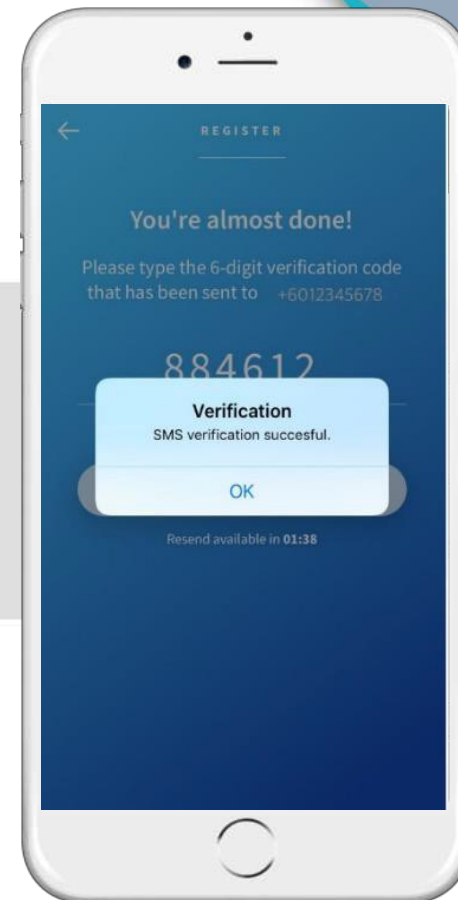 REGISTER
You're almost done!
Please type the 6-digit verification code
that has been sent to +6012345678
884612
Verification
SMS verification succesful.
OK
Resend available in 01:38